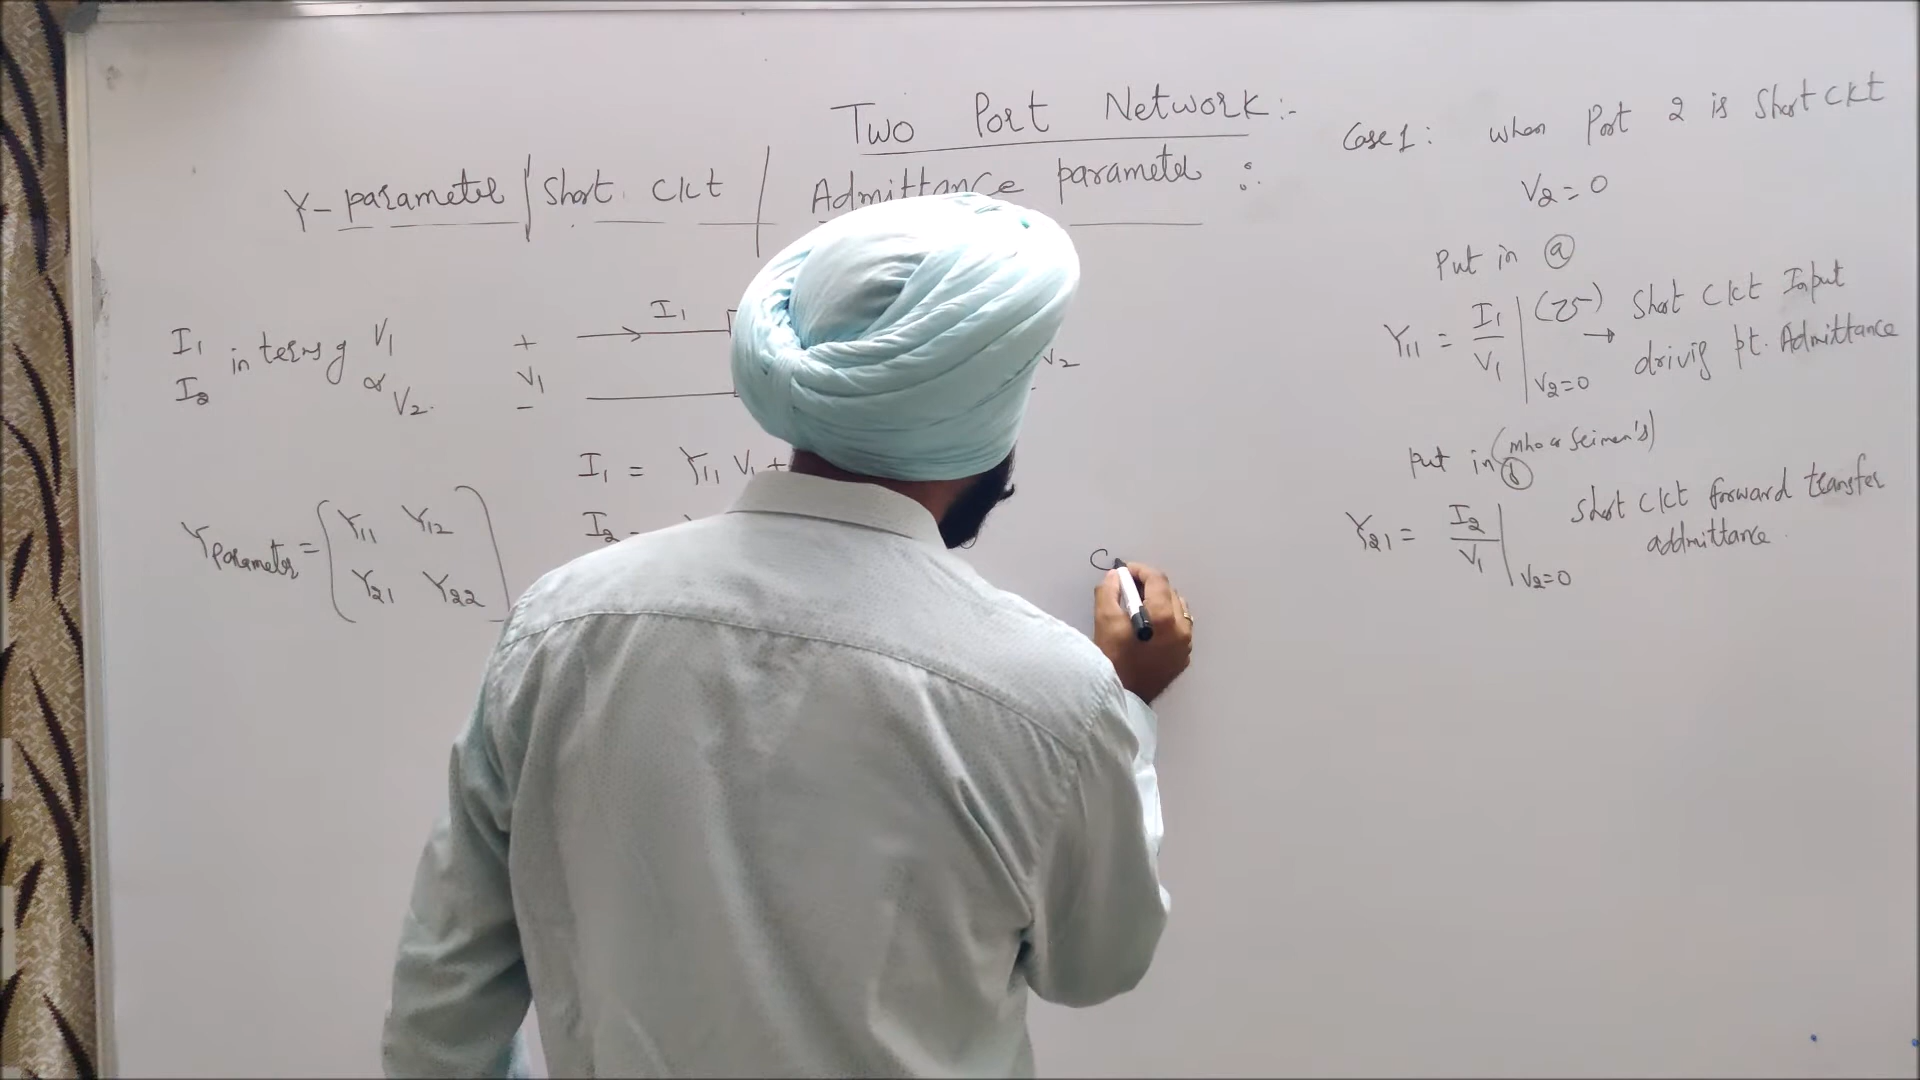 Two Port Network:-
Y-parameter | Short Ckt | Admittance parameter :
I1
I2 in terms of V1 & V2.
+
V1
-
I1
V2
-
I1 = Y11 V1 +
I2 =
Yparameter = ( Y11 Y12
Y21 Y22 )
C
Case 1: when Port 2 is Short Ckt
V2 = 0
Put in (a)
Y11 = I1/V1 | V2=0 → Short Ckt Input
drivig pt. Admittance
put in (b) (mho or Seimen's)
Y21 = I2/V1 | V2=0 Short Ckt forward transfer
addmittance